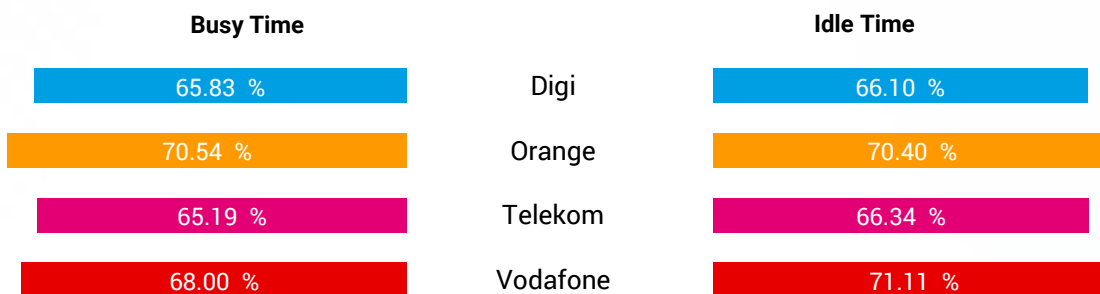 Busy Time Idle Time
65.83 % Digi 66.10 %
70.54 % Orange 70.40 %
65.19 % Telekom 66.34 %
68.00 % Vodafone 71.11 %